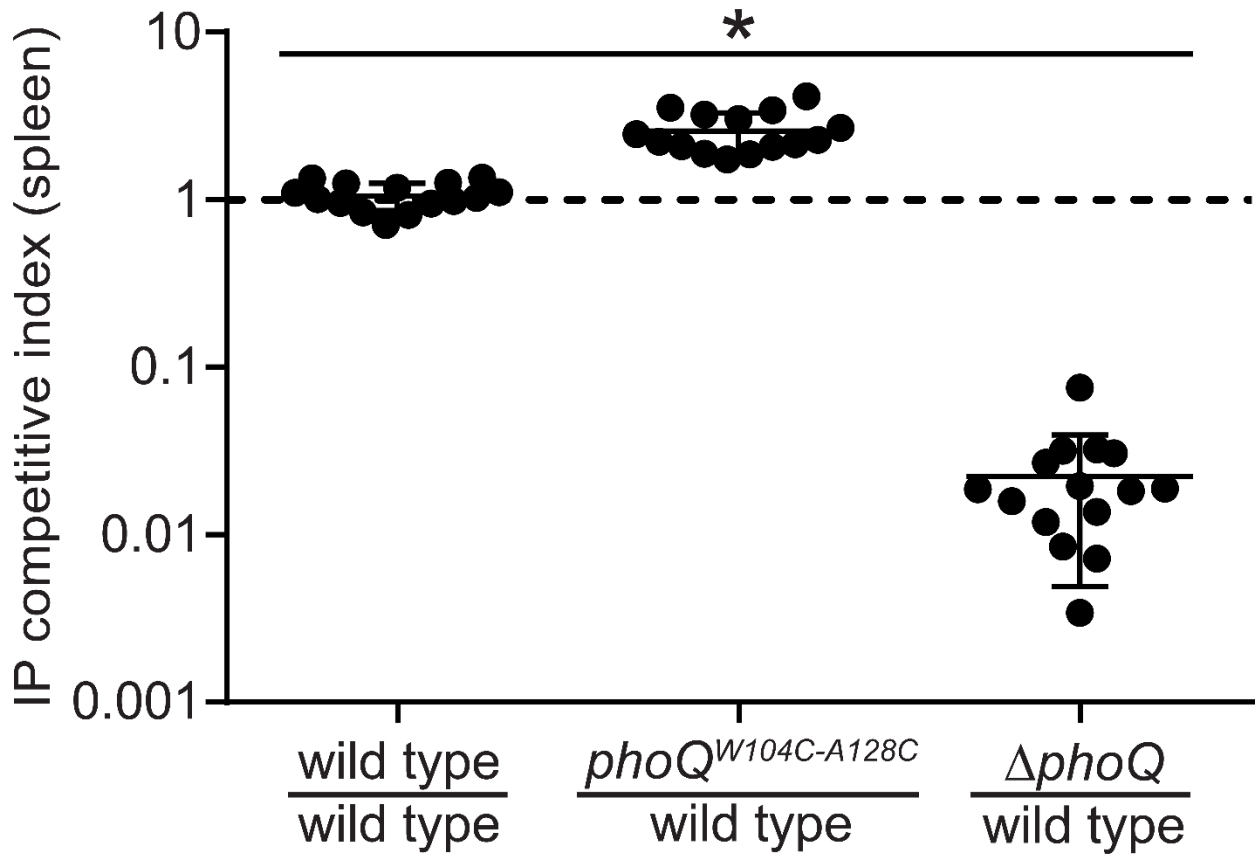 IP competitive index (spleen)
10
1
0.1
0.01
0.001
*
wild type
wild type
phoQW104C-A128C
wild type
ΔphoQ
wild type